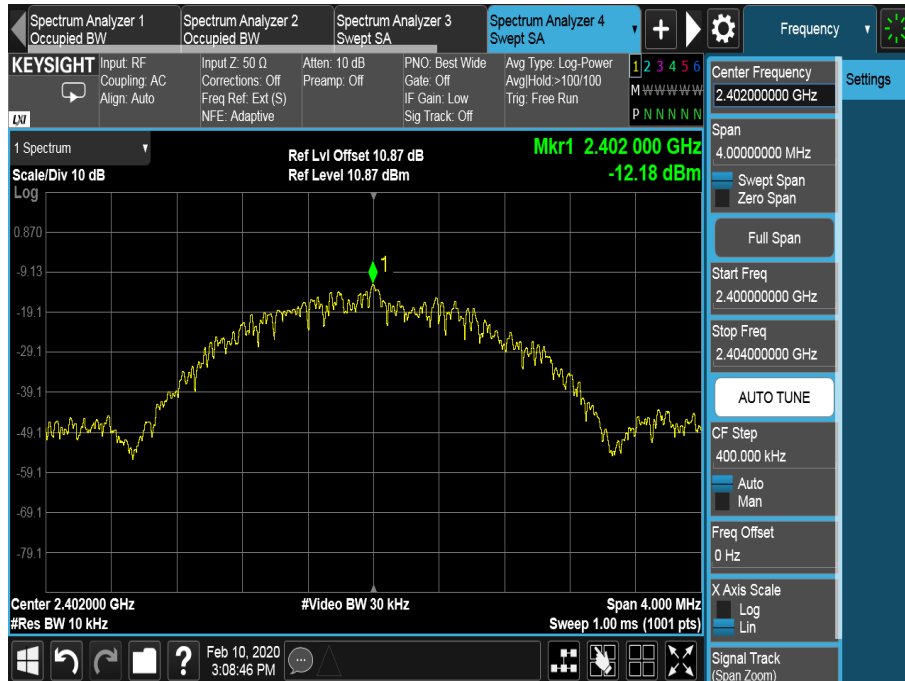 Spectrum Analyzer 1
Occupied BW
Spectrum Analyzer 2
Occupied BW
Spectrum Analyzer 3
Swept SA
Spectrum Analyzer 4
Swept SA
Frequency
KEYSIGHT
LXI
Input: RF
Coupling: AC
Align: Auto
Input Z: 50 Ω
Corrections: Off
Freq Ref: Ext (S)
NFE: Adaptive
Atten: 10 dB
Preamp: Off
PNO: Best Wide
Gate: Off
IF Gain: Low
Sig Track: Off
Avg Type: Log-Power
Avg|Hold:>100/100
Trig: Free Run
1 2 3 4 5 6
M W W W W W
P N N N N N
1 Spectrum
Scale/Div 10 dB
Log
Ref Lvl Offset 10.87 dB
Ref Level 10.87 dBm
Mkr1 2.402 000 GHz
-12.18 dBm
0.870
-9.13
-19.1
-29.1
-39.1
-49.1
-59.1
-69.1
-79.1
1
Center 2.402000 GHz
#Res BW 10 kHz
#Video BW 30 kHz
Span 4.000 MHz
Sweep 1.00 ms (1001 pts)
Center Frequency
2.402000000 GHz
Settings
Span
4.00000000 MHz
Swept Span
Zero Span
Full Span
Start Freq
2.400000000 GHz
Stop Freq
2.404000000 GHz
AUTO TUNE
CF Step
400.000 kHz
Auto
Man
Freq Offset
0 Hz
X Axis Scale
Log
Lin
Signal Track
(Span Zoom)
?
Feb 10, 2020
3:08:46 PM